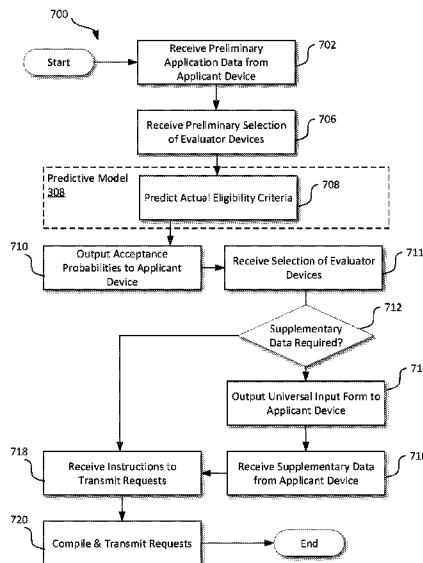 700
Start
Receive Preliminary
Application Data from
Applicant Device
702
Receive Preliminary Selection
of Evaluator Devices
706
Predictive Model
308
Predict Actual Eligibility Criteria
708
710
Output Acceptance
Probabilities to Applicant
Device
Receive Selection of Evaluator
Devices
711
712
Supplementary
Data Required?
714
Output Universal Input Form to
Applicant Device
716
718
Receive Instructions to
Transmit Requests
Receive Supplementary Data
from Applicant Device
720
Compile & Transmit Requests
End